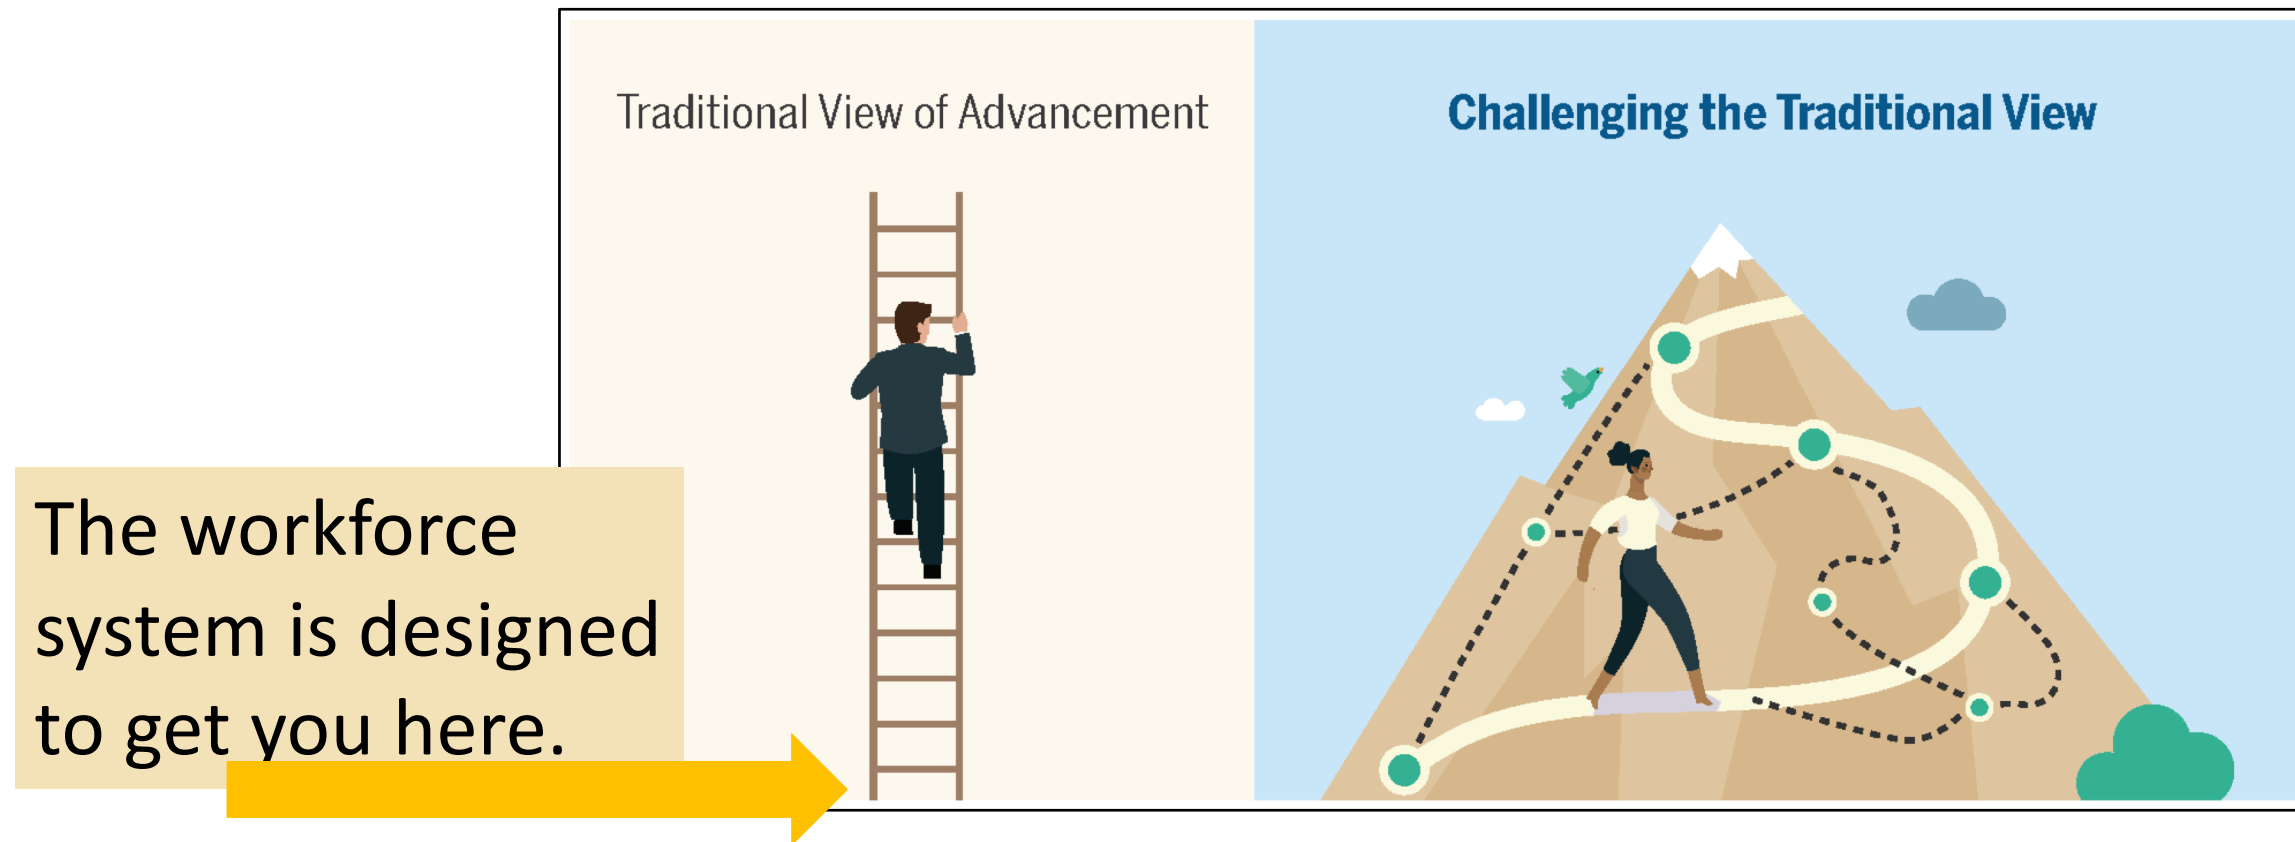 Traditional View of Advancement
Challenging the Traditional View
The workforce
system is designed
to get you here.